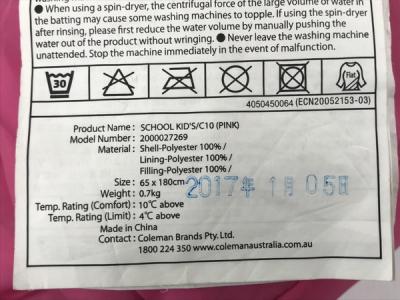 ● When using a spin-dryer, the centrifugal force of the large volume of water in
the batting may cause some washing machines to topple. If using the spin-dryer
after rinsing, please first reduce the water volume by manually pushing the
water out of the product without wringing. ● Never leave the washing machine
unattended. Stop the machine immediately in the event of malfunction.
30
Flat
4050450064 (ECN20052153-03)
Product Name : SCHOOL KID'S/C10 (PINK)
Model Number : 2000027269
Material : Shell-Polyester 100% /
Lining-Polyester 100% /
Filling-Polyester 100% /
Size : 65 x 180cm
2017年 1月 05日
Weight : 0.7kg
Temp. Rating (Comfort) : 10℃ above
Temp. Rating (Limit) : 4℃ above
Made in China
Contact : Coleman Brands Pty. Ltd.
1800 224 350 www.colemanaustralia.com.au